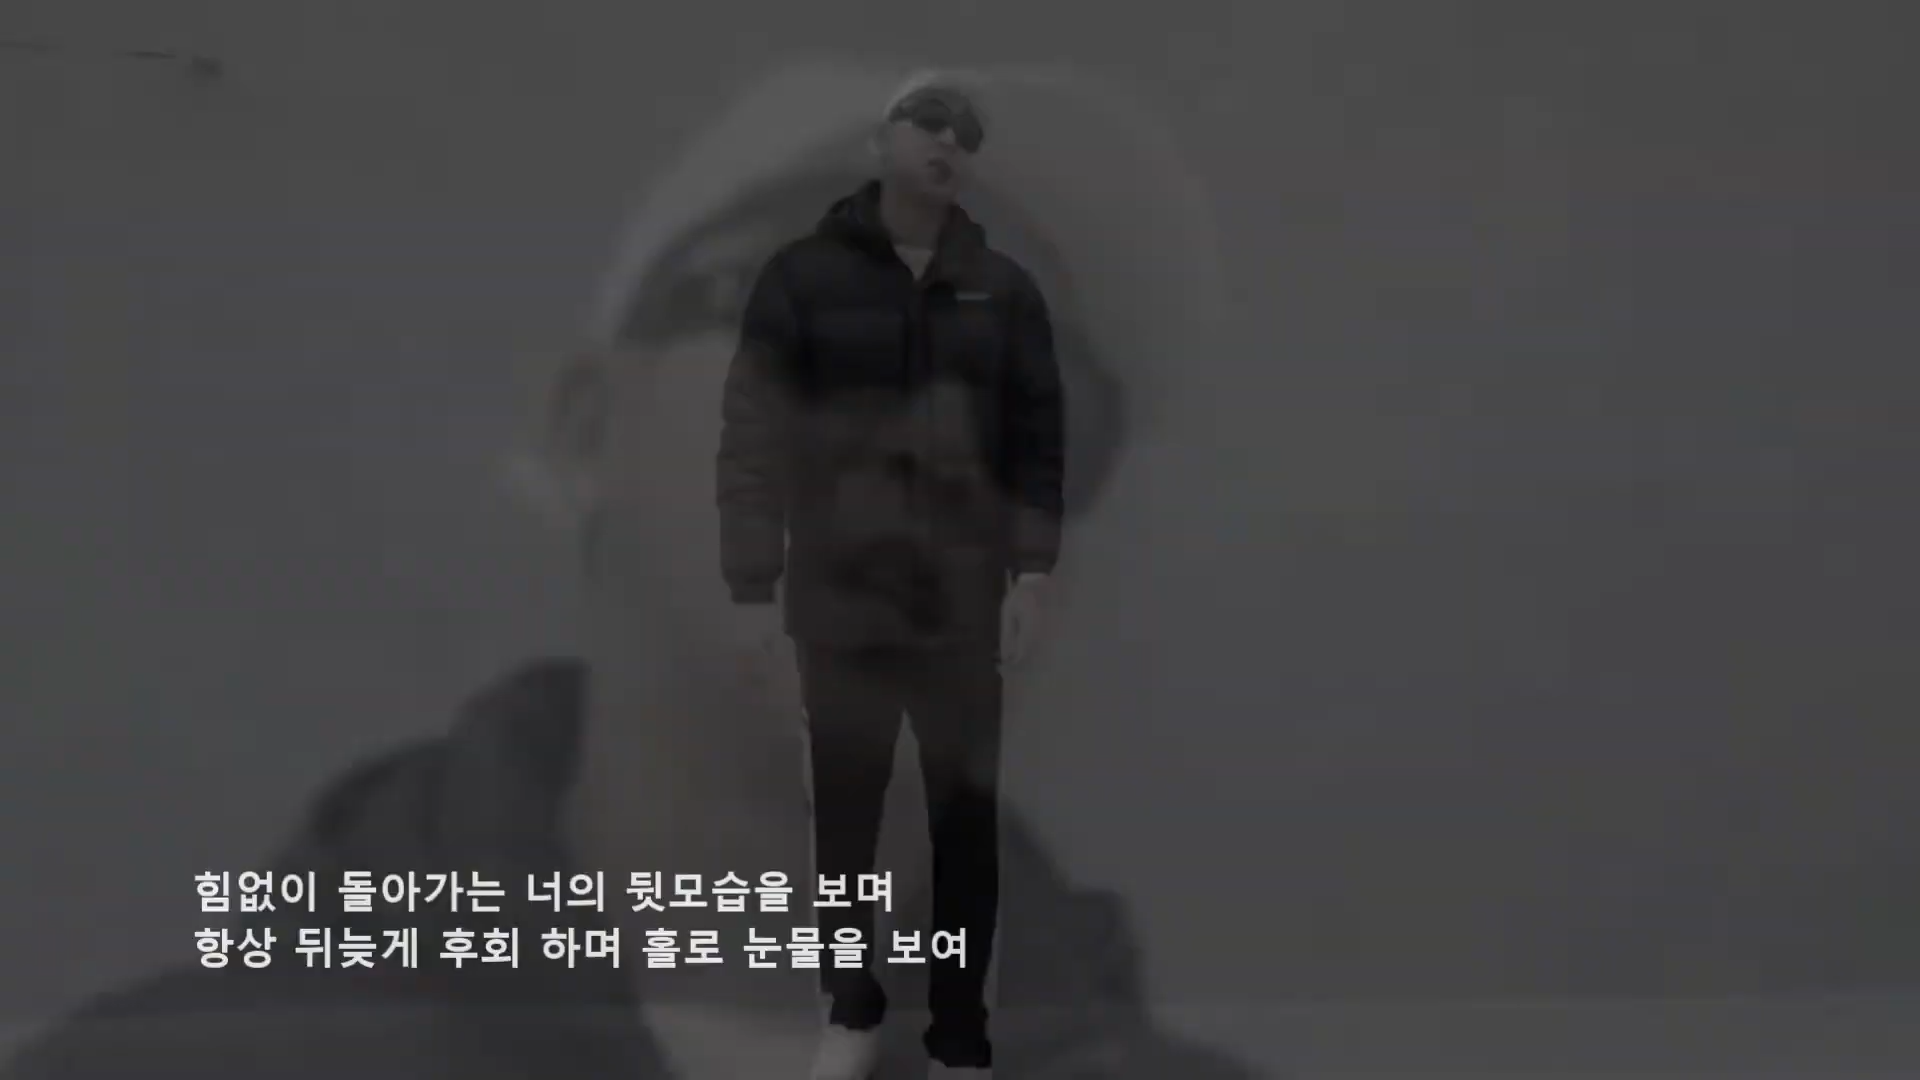 힘없이 돌아가는 너의 뒷모습을 보며
항상 뒤늦게 후회 하며 홀로 눈물을 보여